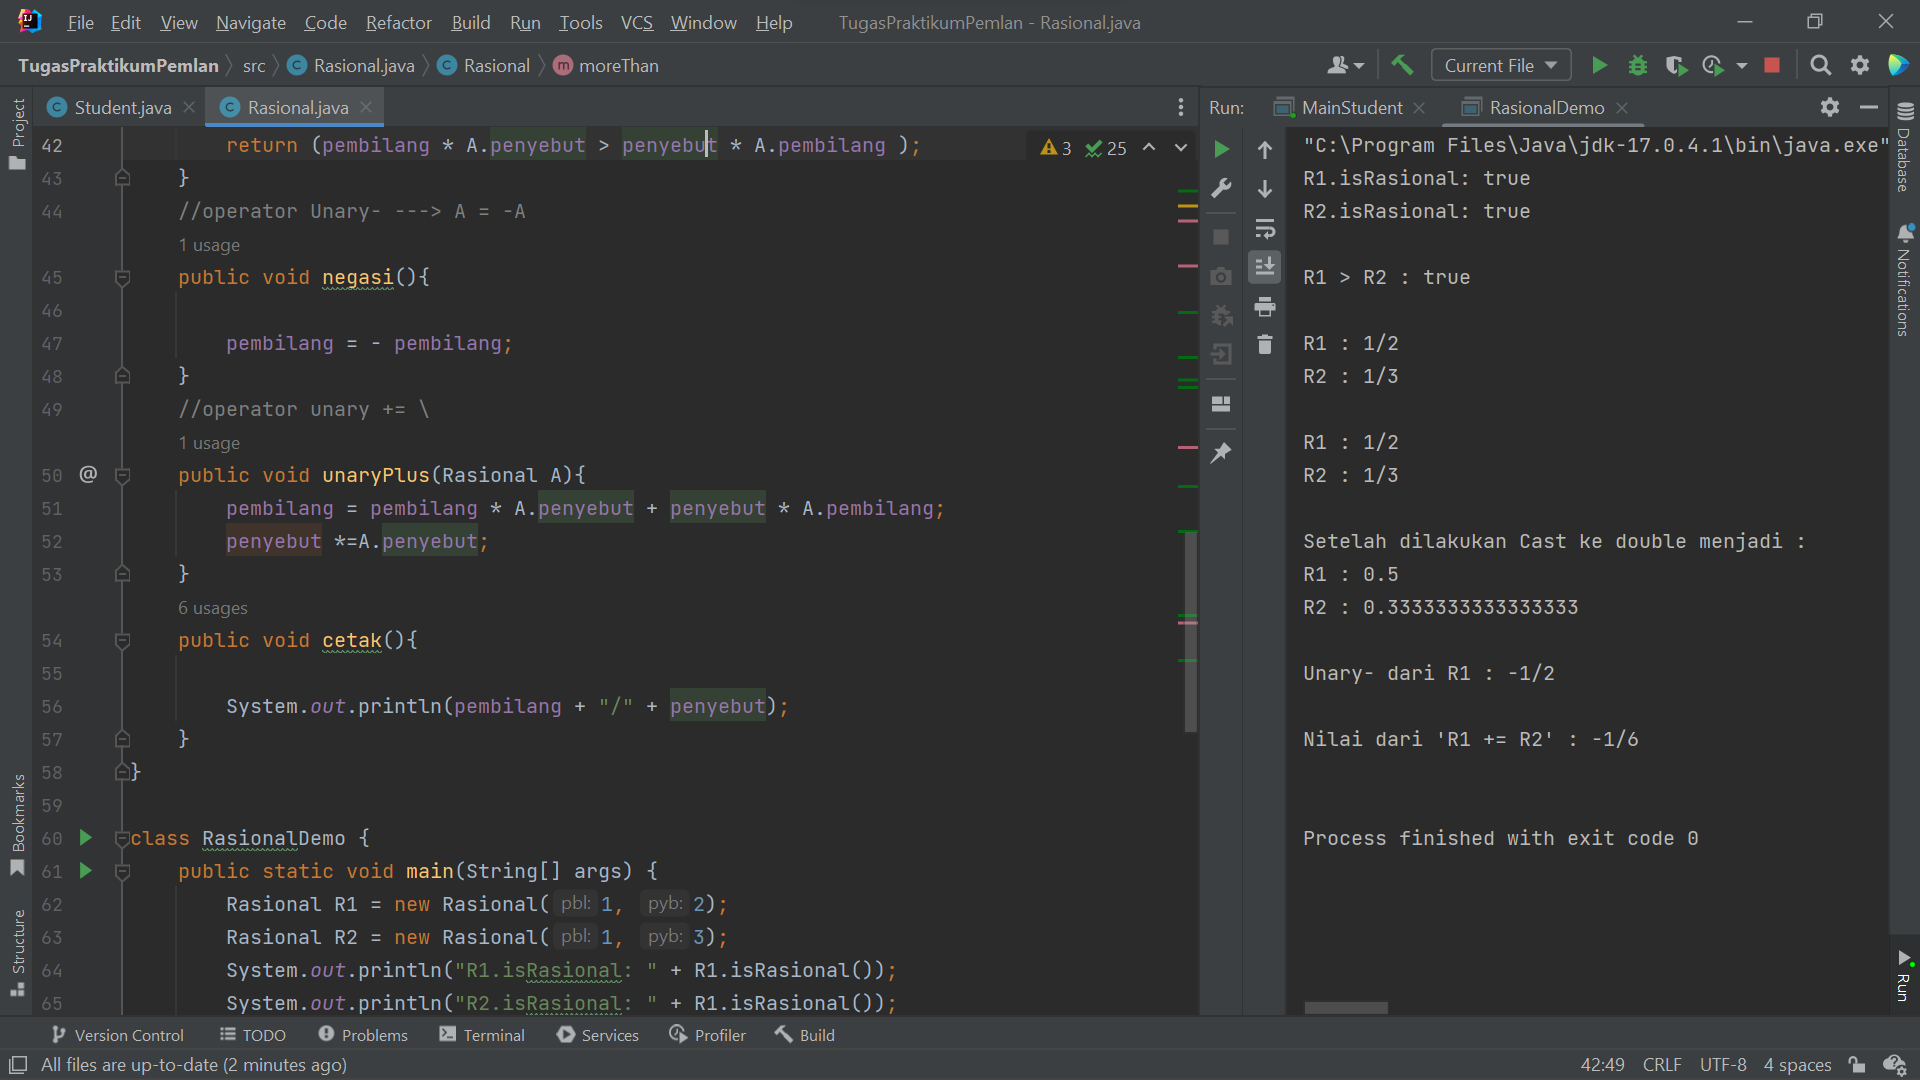 File Edit View Navigate Code Refactor Build Run Tools VCS Window Help TugasPraktikumPemlan - Rasional.java
TugasPraktikumPemlan src Rasional.java Rasional moreThan Current File
Project
Bookmarks
Structure
Student.java Rasional.java
3 25
42 return (pembilang * A.penyebut > penyebut * A.pembilang );
43 }
44 //operator Unary- ---> A = -A
1 usage
45 public void negasi(){
46
47 pembilang = - pembilang;
48 }
49 //operator unary += \
1 usage
50 @ public void unaryPlus(Rasional A){
51 pembilang = pembilang * A.penyebut + penyebut * A.pembilang;
52 penyebut *=A.penyebut;
53 }
6 usages
54 public void cetak(){
55
56 System.out.println(pembilang + "/" + penyebut);
57 }
58 }
59
60 class RasionalDemo {
61 public static void main(String[] args) {
62 Rasional R1 = new Rasional( pbl: 1, pyb: 2);
63 Rasional R2 = new Rasional( pbl: 1, pyb: 3);
64 System.out.println("R1.isRasional: " + R1.isRasional());
65 System.out.println("R2.isRasional: " + R1.isRasional());
Run: MainStudent RasionalDemo
"C:\Program Files\Java\jdk-17.0.4.1\bin\java.exe"
R1.isRasional: true
R2.isRasional: true
R1 > R2 : true
R1 : 1/2
R2 : 1/3
R1 : 1/2
R2 : 1/3
Setelah dilakukan Cast ke double menjadi :
R1 : 0.5
R2 : 0.3333333333333333
Unary- dari R1 : -1/2
Nilai dari 'R1 += R2' : -1/6
Process finished with exit code 0
Database
Notifications
Run
Version Control TODO Problems Terminal Services Profiler Build
All files are up-to-date (2 minutes ago) 42:49 CRLF UTF-8 4 spaces